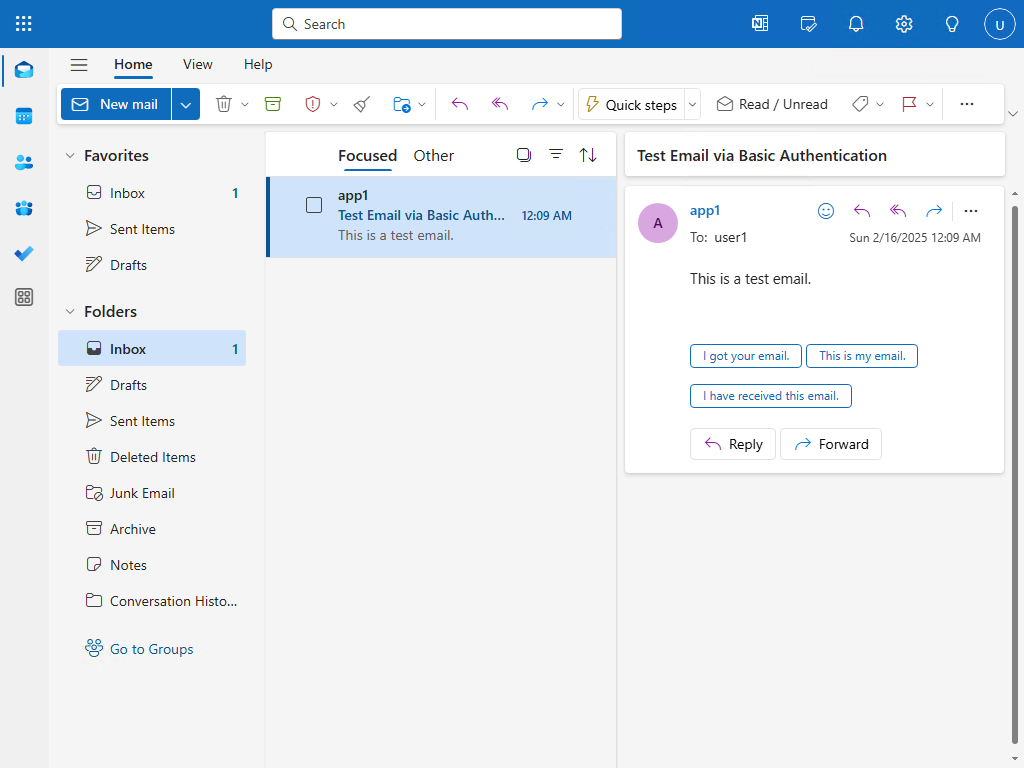 Search
U
Home View Help
New mail
Quick steps
Read / Unread
Favorites
Inbox 1
Sent Items
Drafts
Folders
Inbox 1
Drafts
Sent Items
Deleted Items
Junk Email
Archive
Notes
Conversation Histo...
Go to Groups
Focused Other
app1
Test Email via Basic Auth... 12:09 AM
This is a test email.
Test Email via Basic Authentication
A
app1
To: user1
Sun 2/16/2025 12:09 AM
This is a test email.
I got your email.
This is my email.
I have received this email.
Reply
Forward